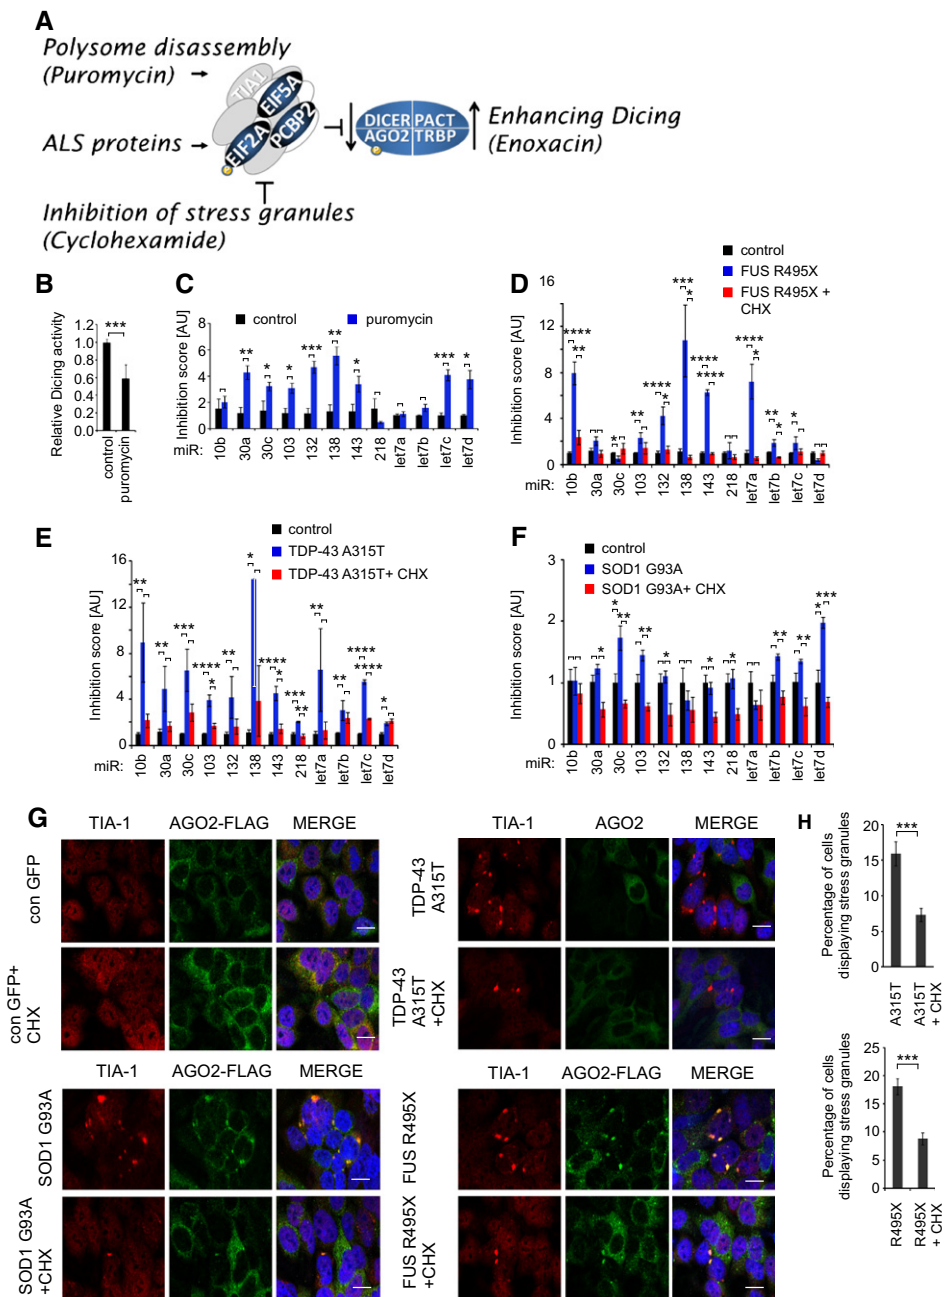 A
Polysome disassembly
(Puromycin)
TIA1
EIF5A
PCBP2
EIF2A
DICER PACT
AGO2 TRBP
Enhancing Dicing
(Enoxacin)
ALS proteins
Inhibition of stress granules
(Cyclohexamide)
B
Relative Dicing activity
1.2
1.0
0.8
0.6
0.4
0.2
0.0
***
control
puromycin
C
Inhibition score [AU]
8
6
4
2
0
control
puromycin
** * * *** ** * *** *
miR:
10b 30a 30c 103 132 138 143 218 let7a let7b let7c let7d
D
Inhibition score [AU]
16
12
8
4
0
control
FUS R495X
FUS R495X +
CHX
**** ** * ** **** * *** * **** **** **** * ** * *
miR:
10b 30a 30c 103 132 138 143 218 let7a let7b let7c let7d
E
Inhibition score [AU]
16
12
8
4
0
control
TDP-43 A315T
TDP-43 A315T+ CHX
** ** *** **** * ** * **** * *** ** ** ** **** ****
miR:
10b 30a 30c 103 132 138 143 218 let7a let7b let7c let7d
F
Inhibition score [AU]
3
2
1
0
control
SOD1 G93A
SOD1 G93A+ CHX
* * ** ** * * * ** ** * ***
miR:
10b 30a 30c 103 132 138 143 218 let7a let7b let7c let7d
G
TIA-1 AGO2-FLAG MERGE
con GFP
con GFP+
CHX
TIA-1 AGO2 MERGE
TDP-43
A315T
TDP-43
A315T
+CHX
TIA-1 AGO2-FLAG MERGE
SOD1 G93A
SOD1 G93A
+CHX
TIA-1 AGO2-FLAG MERGE
FUS R495X
FUS R495X
+CHX
H
Percentage of cells
displaying stress granules
20
15
10
5
0
***
A315T
A315T
+ CHX
Percentage of cells
displaying stress granules
25
20
15
10
5
0
***
R495X
R495X
+ CHX